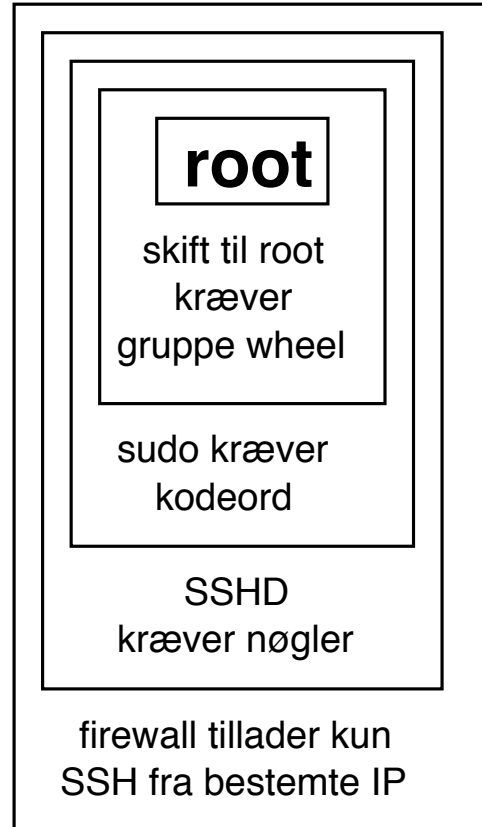 root
skift til root
kræver
gruppe wheel
sudo kræver
kodeord
SSHD
kræver nøgler
firewall tillader kun
SSH fra bestemte IP